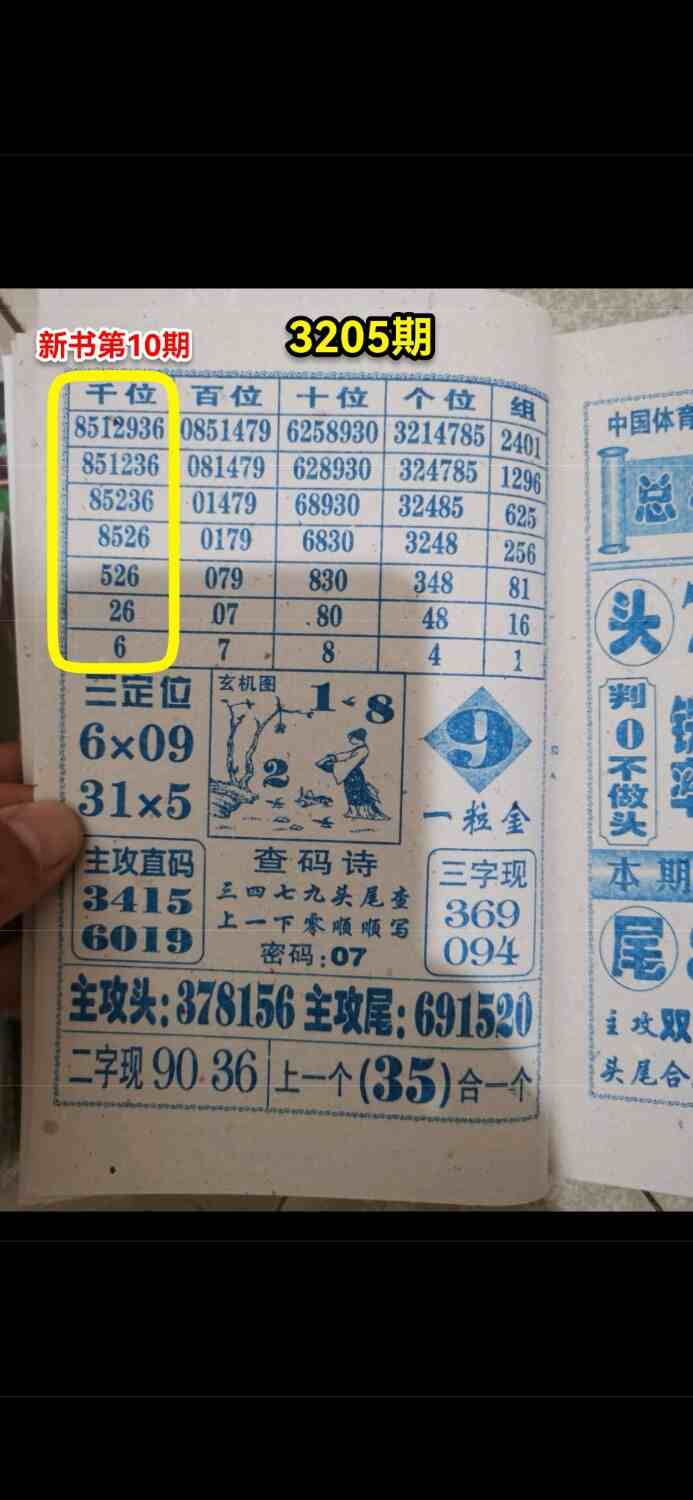 新书第10期
3205期
千位 百位 十位 个位 组
8512936 0851479 6258930 3214785 2401
851236 081479 628930 324785 1296
85236 01479 68930 32485 625
8526 0179 6830 3248 256
526 079 830 348 81
26 07 80 48 16
6 7 8 4 1
三定位
6×09
31×5
玄机图
1
8
2
9
一粒金
主攻直码
3415
6019
查码诗
三四七九头尾查
上一下零顺顺写
密码:07
三字现
369
094
主攻头:378156 主攻尾:691520
二字现 90.36
上一个(35)合一个
中国体育
总
头
判0不做头
本期
尾
主攻双
头尾合